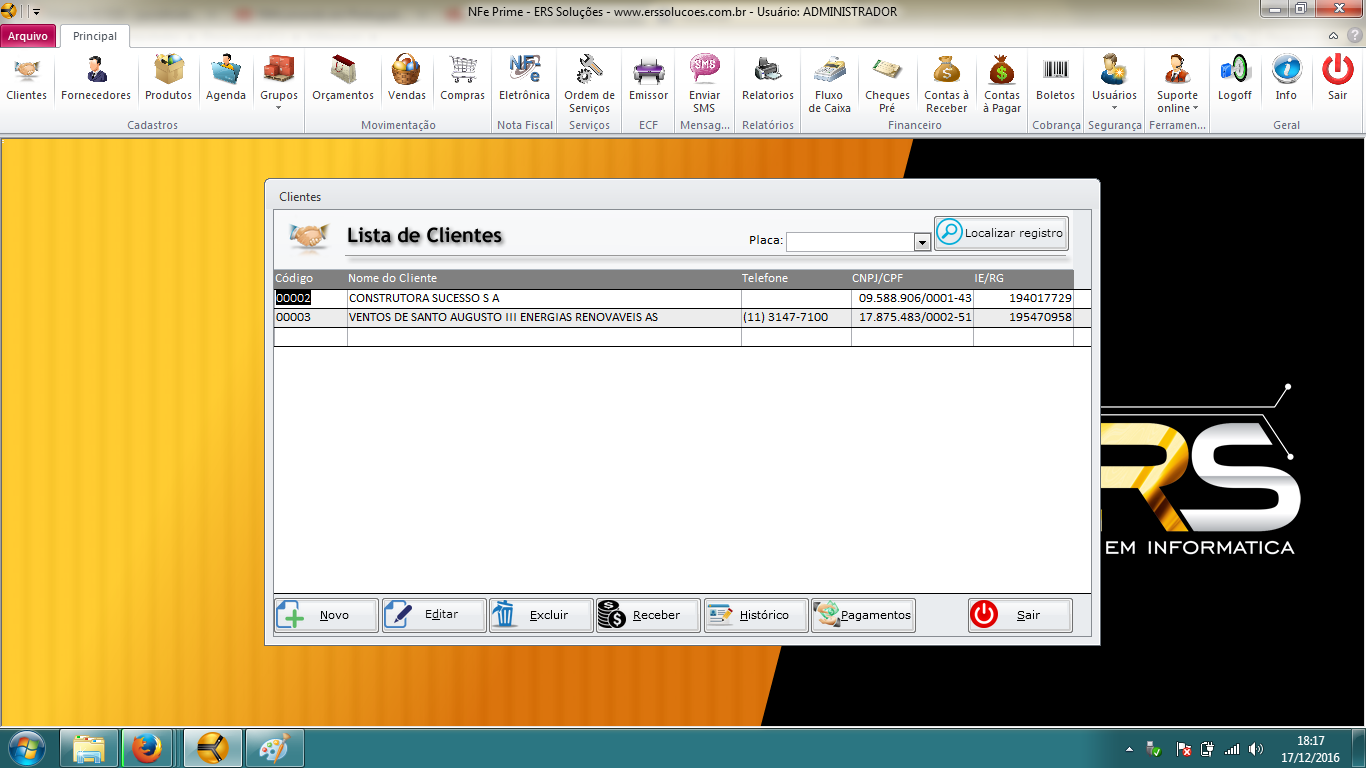 NFe Prime - ERS Soluções - www.erssolucoes.com.br - Usuário: ADMINISTRADOR
Arquivo Principal
Clientes Fornecedores Produtos Agenda Grupos Orçamentos Vendas Compras Eletrônica Ordem de Serviços Emissor Enviar SMS Relatorios Fluxo de Caixa Cheques Pré Contas à Receber Contas à Pagar Boletos Usuários Suporte online Logoff Info Sair
Cadastros Movimentação Nota Fiscal Serviços ECF Mensag... Relatórios Financeiro Cobrança Segurança Ferramen... Geral
Clientes
Lista de Clientes
Placa: Localizar registro
Código Nome do Cliente Telefone CNPJ/CPF IE/RG
00002 CONSTRUTORA SUCESSO S A 09.588.906/0001-43 194017729
00003 VENTOS DE SANTO AUGUSTO III ENERGIAS RENOVAVEIS AS (11) 3147-7100 17.875.483/0002-51 195470958
RS
EM INFORMATICA
Novo Editar Excluir Receber Histórico Pagamentos Sair
18:17
17/12/2016